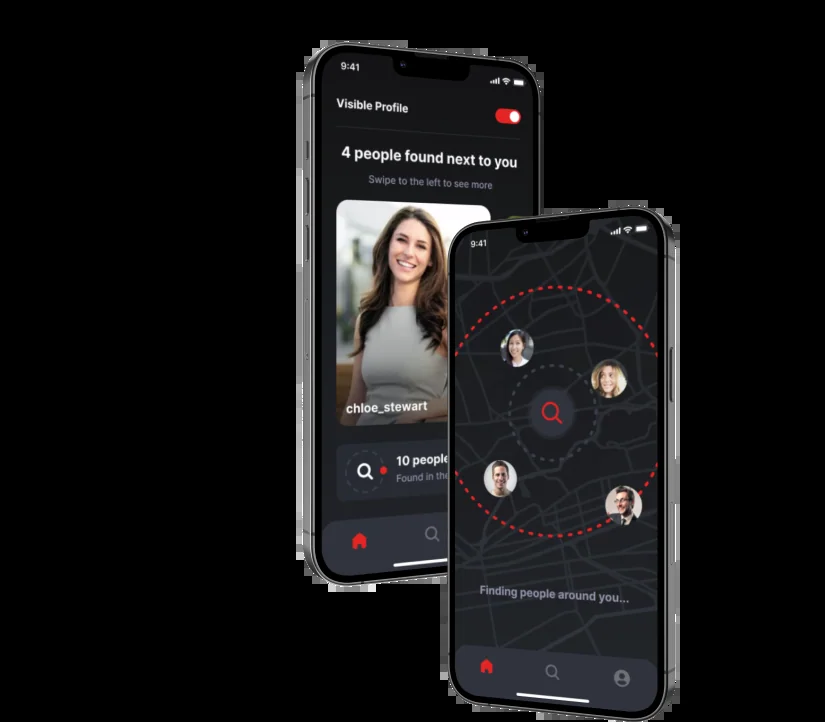 9:41
Visible Profile
4 people found next to you
Swipe to the left to see more
chloe_stewart
10 people
Found in the
9:41
Finding people around you...